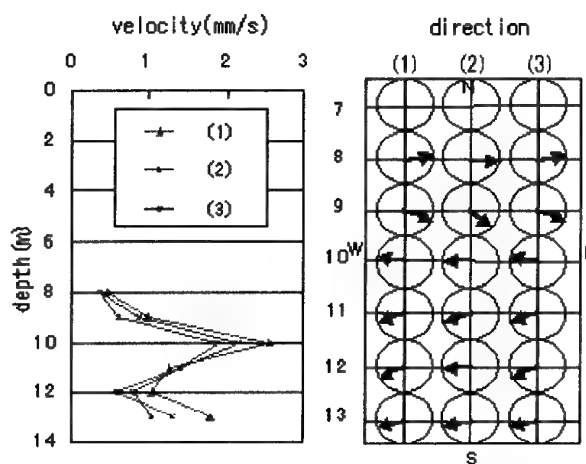 velocity(mm/s)
0 1 2 3
0
2
4
6
8
10
12
14
depth(m)
(1)
(2)
(3)
direction
(1) (2) (3)
N
7
8
9
10 W
11
12
13
S